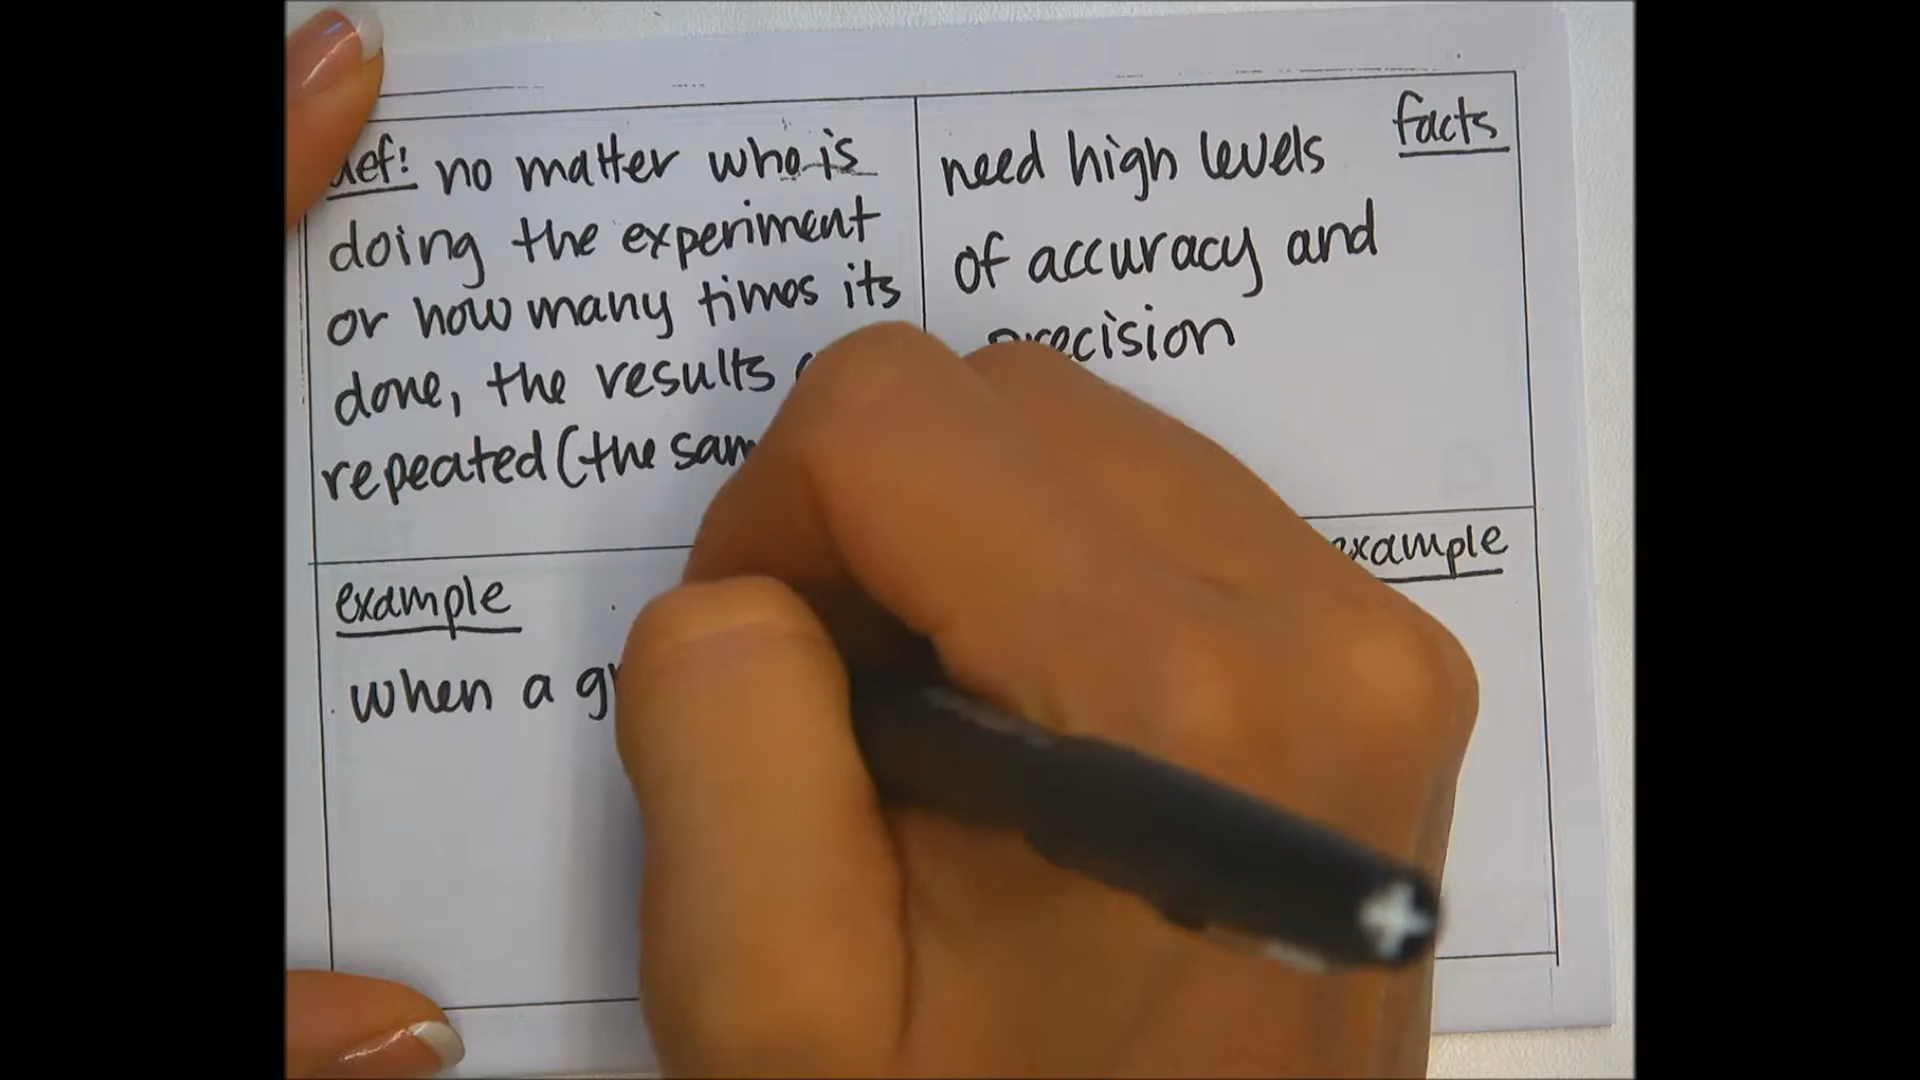 def: no matter who is
doing the experiment
or how many times its
done, the results
repeated (the
example
when a
facts
need high levels
of accuracy and
precision
example